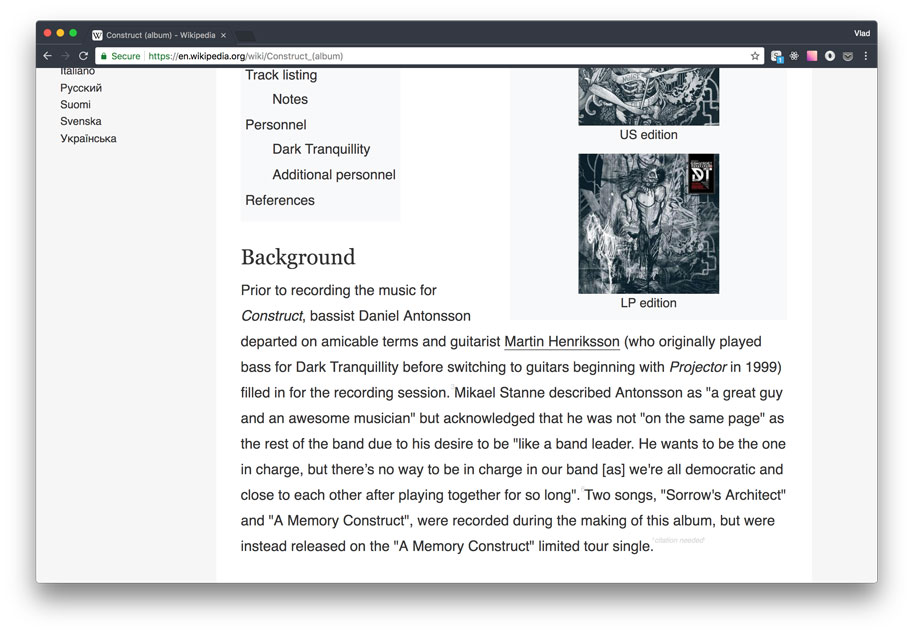 Construct (album) - Wikipedia
Vlad
Secure https://en.wikipedia.org/wiki/Construct_(album)
Italiano
Русский
Suomi
Svenska
Українська
Track listing
Notes
Personnel
Dark Tranquillity
Additional personnel
References
US edition
DT
LP edition
Background
Prior to recording the music for
Construct, bassist Daniel Antonsson
departed on amicable terms and guitarist Martin Henriksson (who originally played
bass for Dark Tranquillity before switching to guitars beginning with Projector in 1999)
filled in for the recording session. Mikael Stanne described Antonsson as "a great guy
and an awesome musician" but acknowledged that he was not "on the same page" as
the rest of the band due to his desire to be "like a band leader. He wants to be the one
in charge, but there's no way to be in charge in our band [as] we're all democratic and
close to each other after playing together for so long". Two songs, "Sorrow's Architect"
and "A Memory Construct", were recorded during the making of this album, but were
instead released on the "A Memory Construct" limited tour single.
citation needed